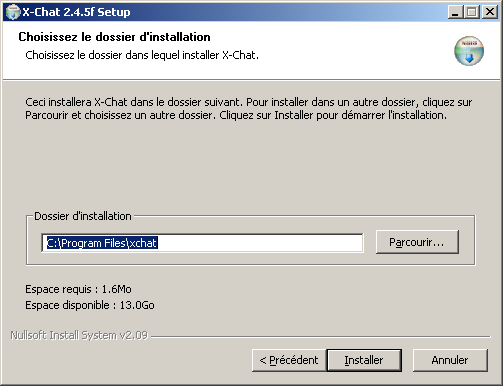 X-Chat 2.4.5f Setup
Choisissez le dossier d'installation
Choisissez le dossier dans lequel installer X-Chat.
Ceci installera X-Chat dans le dossier suivant. Pour installer dans un autre dossier, cliquez sur
Parcourir et choisissez un autre dossier. Cliquez sur Installer pour démarrer l'installation.
Dossier d'installation
C:\Program Files\xchat
Parcourir...
Espace requis : 1.6Mo
Espace disponible : 13.0Go
Nullsoft Install System v2.09
< Précédent
Installer
Annuler